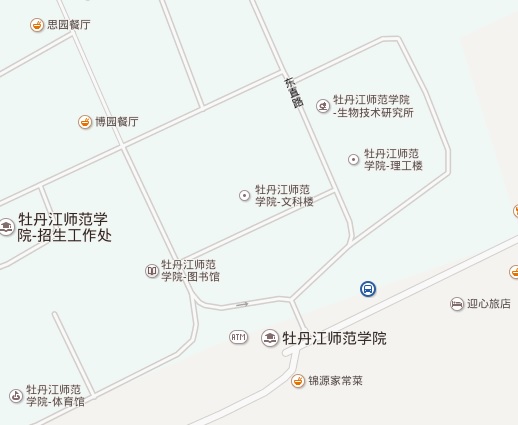 思园餐厅
东直路
牡丹江师范学院
-生物技术研究所
博园餐厅
牡丹江师范
学院-理工楼
牡丹江师范
学院-文科楼
牡丹江师范学
院-招生工作处
牡丹江师范
学院-图书馆
迎心旅店
ATM
牡丹江师范学院
锦源家常菜
牡丹江师范
学院-体育馆